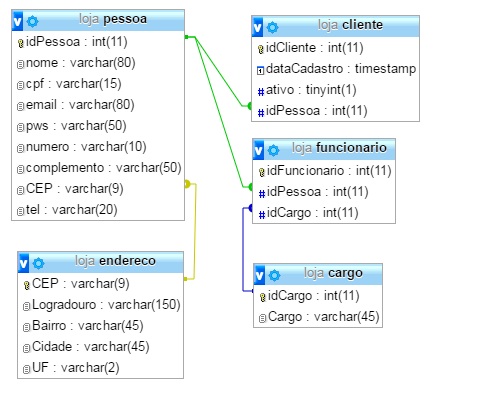 loja pessoa
idPessoa : int(11)
nome : varchar(80)
cpf : varchar(15)
email : varchar(80)
pws : varchar(50)
numero : varchar(10)
complemento : varchar(50)
CEP : varchar(9)
tel : varchar(20)
loja cliente
idCliente : int(11)
dataCadastro : timestamp
ativo : tinyint(1)
idPessoa : int(11)
loja funcionario
idFuncionario : int(11)
idPessoa : int(11)
idCargo : int(11)
loja endereco
CEP : varchar(9)
Logradouro : varchar(150)
Bairro : varchar(45)
Cidade : varchar(45)
UF : varchar(2)
loja cargo
idCargo : int(11)
Cargo : varchar(45)